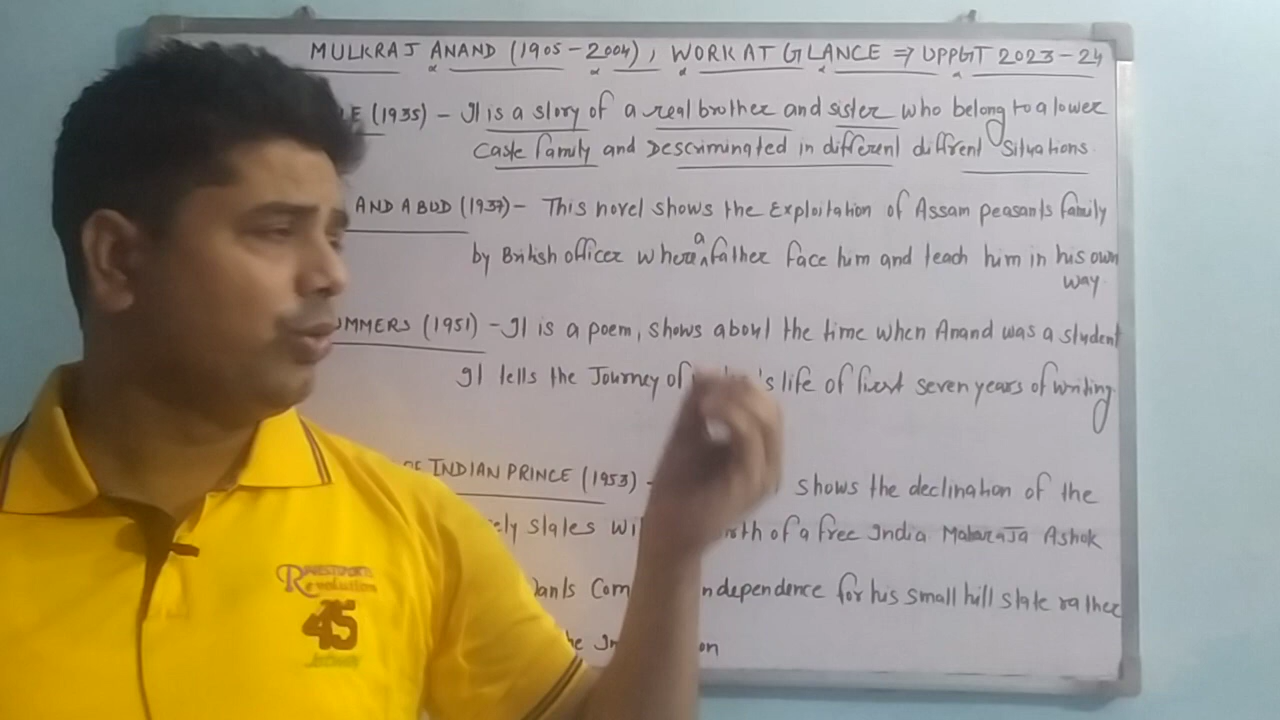 MULKRAJ ANAND (1905-2004), WORK AT GLANCE ⇒ UPPGT 2023-24
LE (1935) - It is a story of a real brother and sister who belong to a lower
Caste family and Descriminated in different diffrent Situations.
AND A BUD (1937) - This novel shows the Exploitation of Assam peasants family
by British officer where a father face him and teach him in his own
way.
UMMERS (1951) - It is a poem, shows about the time when Anand was a student
It tells the Journey of 's life of first seven years of writing.
OF INDIAN PRINCE (1953) - shows the declination of the
ely states wi rth of a free India Maharaja Ashok
ants Com ndependence for his small hill state rather
he In on
Revolution
45